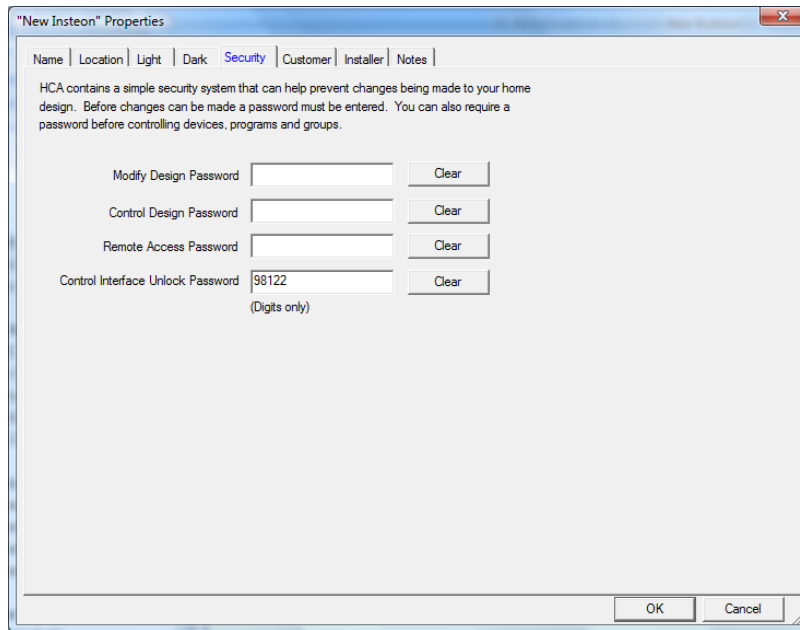 "New Insteon" Properties
Name Location Light Dark Security Customer Installer Notes
HCA contains a simple security system that can help prevent changes being made to your home
design. Before changes can be made a password must be entered. You can also require a
password before controlling devices, programs and groups.
Modify Design Password Clear
Control Design Password Clear
Remote Access Password Clear
Control Interface Unlock Password 98122 Clear
(Digits only)
OK Cancel